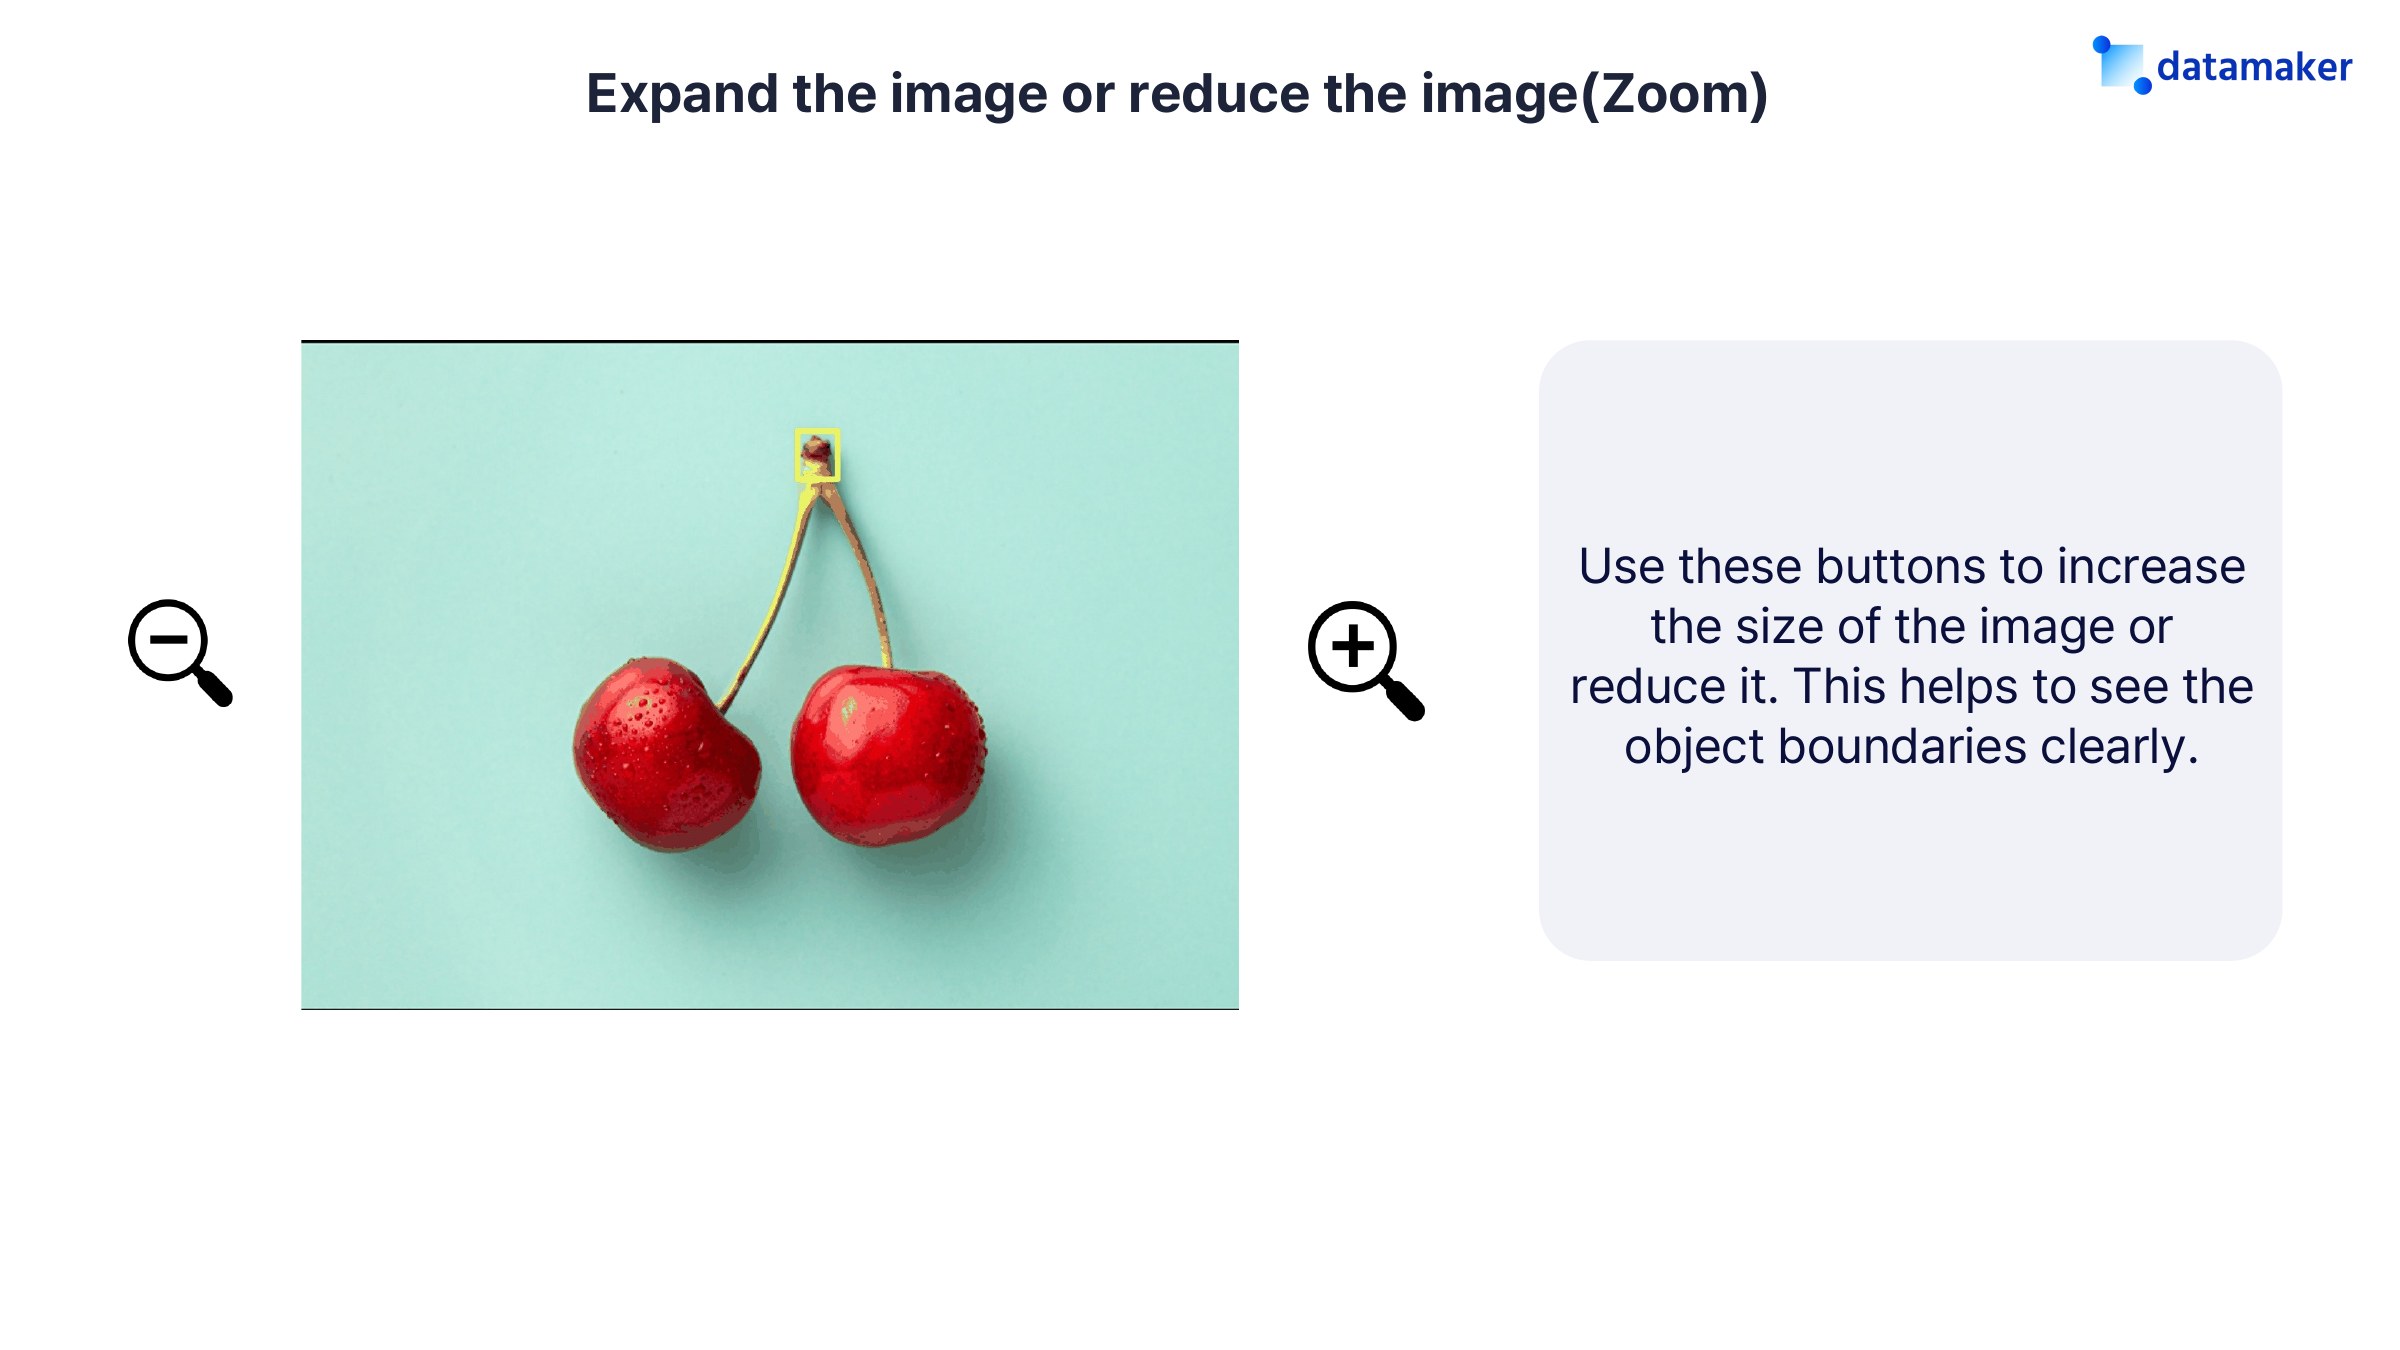 Expand the image or reduce the image(Zoom)
datamaker
Use these buttons to increase
the size of the image or
reduce it. This helps to see the
object boundaries clearly.